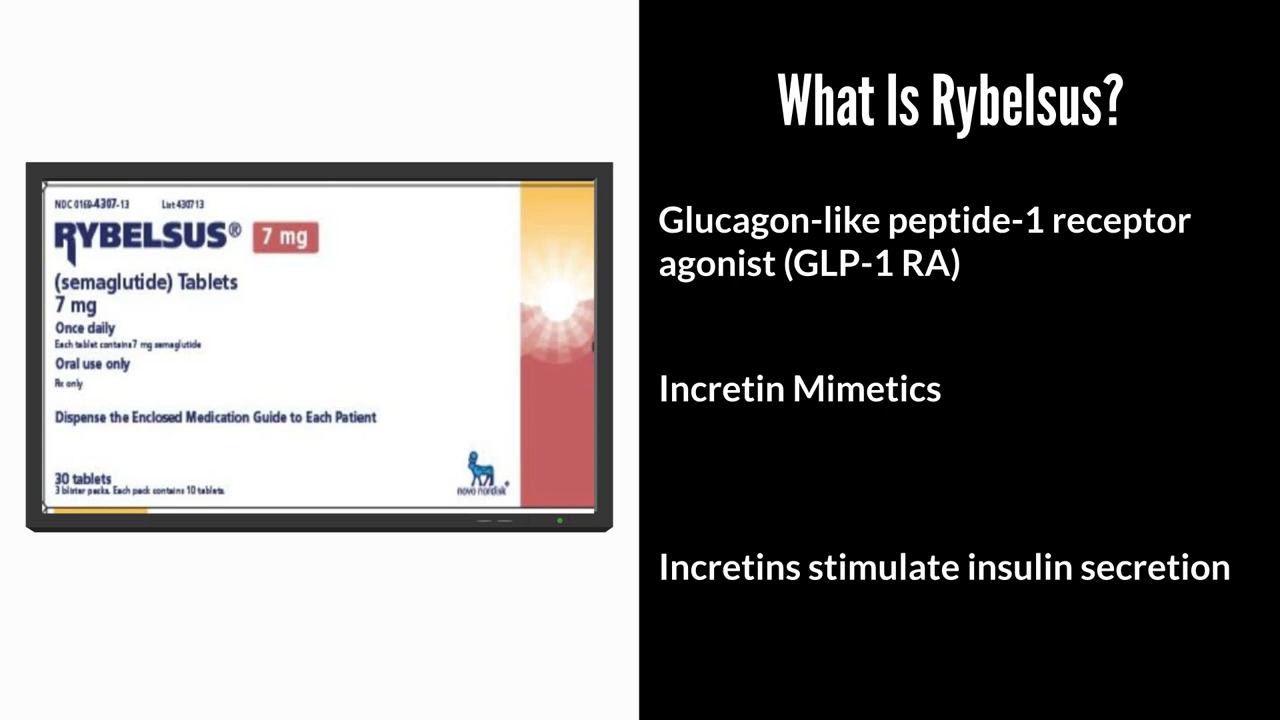 NDC 0169-4307-13 List 430713
RYBELSUS® 7 mg
(semaglutide) Tablets
7 mg
Once daily
Each tablet contains 7 mg semaglutide
Oral use only
Rx only
Dispense the Enclosed Medication Guide to Each Patient
30 tablets
3 blister packs. Each pack contains 10 tablets.
novo nordisk®
What Is Rybelsus?
Glucagon-like peptide-1 receptor
agonist (GLP-1 RA)
Incretin Mimetics
Incretins stimulate insulin secretion